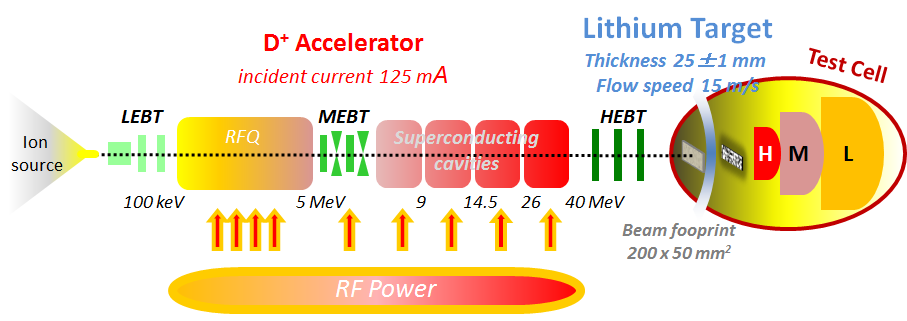 Lithium Target
D+ Accelerator
Thickness 25 ±1 mm
incident current 125 mA
Flow speed 15 m/s
Test Cell
LEBT
MEBT
HEBT
Ion
source
RFQ
Superconducting
cavities
H
M
L
100 keV
5 MeV
9
14.5
26
40 MeV
Beam fooprint
200 x 50 mm2
RF Power